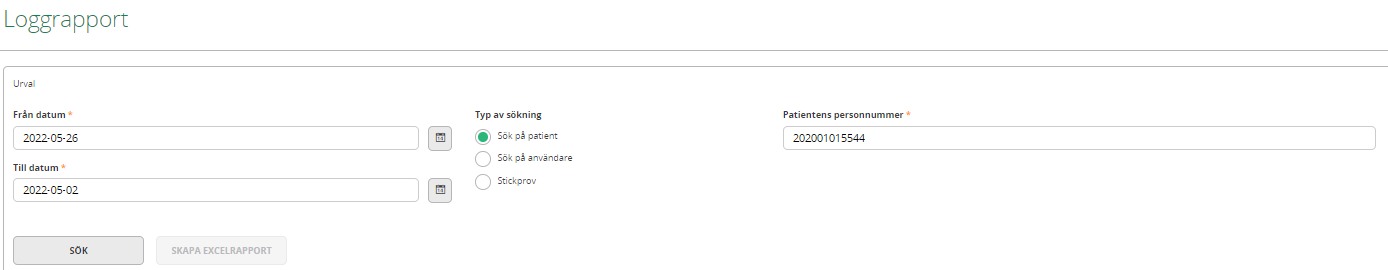 Loggrapport
Urval
Från datum *
2022-05-26
Till datum *
2022-05-02
Typ av sökning
Sök på patient
Sök på användare
Stickprov
Patientens personnummer *
202001015544
SÖK
SKAPA EXCELRAPPORT